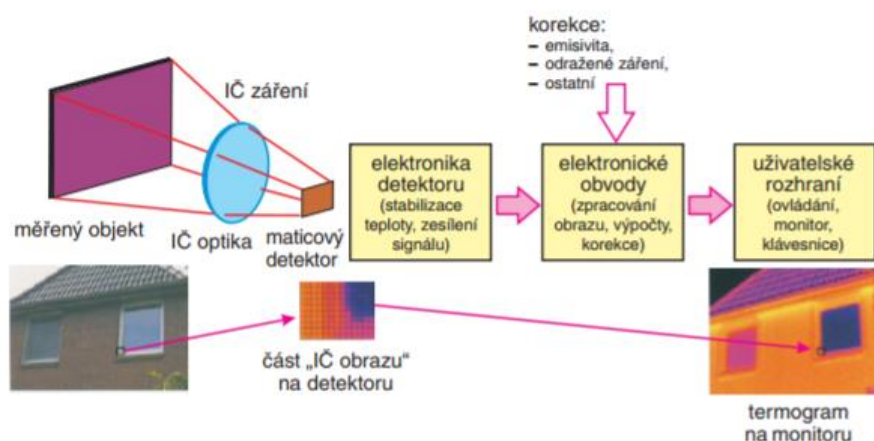 korekce:
– emisivita,
– odražené záření,
– ostatní
IČ záření
měřený objekt
IČ optika
maticový
detektor
elektronika
detektoru
(stabilizace
teploty, zesílení
signálu)
elektronické
obvody
(zpracování
obrazu, výpočty,
korekce)
uživatelské
rozhraní
(ovládání,
monitor,
klávesnice)
část „IČ obrazu“
na detektoru
termogram
na monitoru